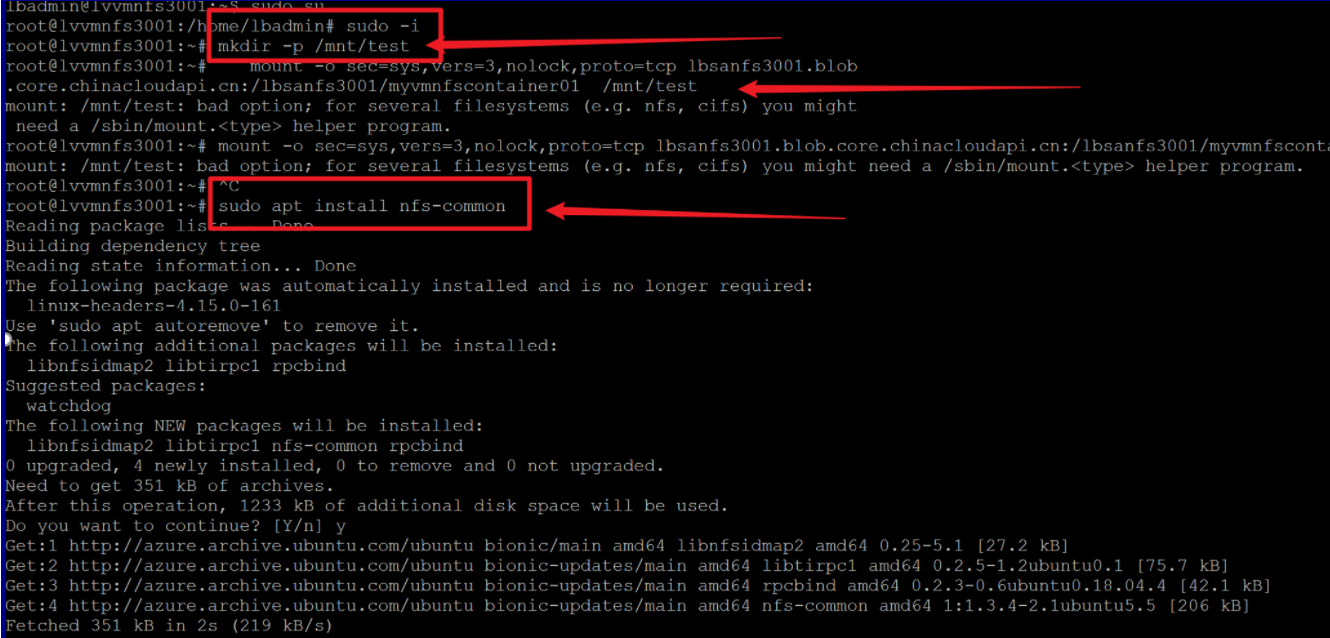 lbadmin@lvvmnfs3001:~$ sudo su
root@lvvmnfs3001:/home/lbadmin# sudo -i
root@lvvmnfs3001:~# mkdir -p /mnt/test
root@lvvmnfs3001:~#    mount -o sec=sys,vers=3,nolock,proto=tcp lbsanfs3001.blob
.core.chinacloudapi.cn:/lbsanfs3001/myvmnfscontainer01  /mnt/test
mount: /mnt/test: bad option; for several filesystems (e.g. nfs, cifs) you might
 need a /sbin/mount.<type> helper program.
root@lvvmnfs3001:~# mount -o sec=sys,vers=3,nolock,proto=tcp lbsanfs3001.blob.core.chinacloudapi.cn:/lbsanfs3001/myvmnfsconta
mount: /mnt/test: bad option; for several filesystems (e.g. nfs, cifs) you might need a /sbin/mount.<type> helper program.
root@lvvmnfs3001:~# ^C
root@lvvmnfs3001:~# sudo apt install nfs-common
Reading package lists... Done
Building dependency tree
Reading state information... Done
The following package was automatically installed and is no longer required:
  linux-headers-4.15.0-161
Use 'sudo apt autoremove' to remove it.
The following additional packages will be installed:
  libnfsidmap2 libtirpc1 rpcbind
Suggested packages:
  watchdog
The following NEW packages will be installed:
  libnfsidmap2 libtirpc1 nfs-common rpcbind
0 upgraded, 4 newly installed, 0 to remove and 0 not upgraded.
Need to get 351 kB of archives.
After this operation, 1233 kB of additional disk space will be used.
Do you want to continue? [Y/n] y
Get:1 http://azure.archive.ubuntu.com/ubuntu bionic/main amd64 libnfsidmap2 amd64 0.25-5.1 [27.2 kB]
Get:2 http://azure.archive.ubuntu.com/ubuntu bionic-updates/main amd64 libtirpc1 amd64 0.2.5-1.2ubuntu0.1 [75.7 kB]
Get:3 http://azure.archive.ubuntu.com/ubuntu bionic-updates/main amd64 rpcbind amd64 0.2.3-0.6ubuntu0.18.04.4 [42.1 kB]
Get:4 http://azure.archive.ubuntu.com/ubuntu bionic-updates/main amd64 nfs-common amd64 1:1.3.4-2.1ubuntu5.5 [206 kB]
Fetched 351 kB in 2s (219 kB/s)